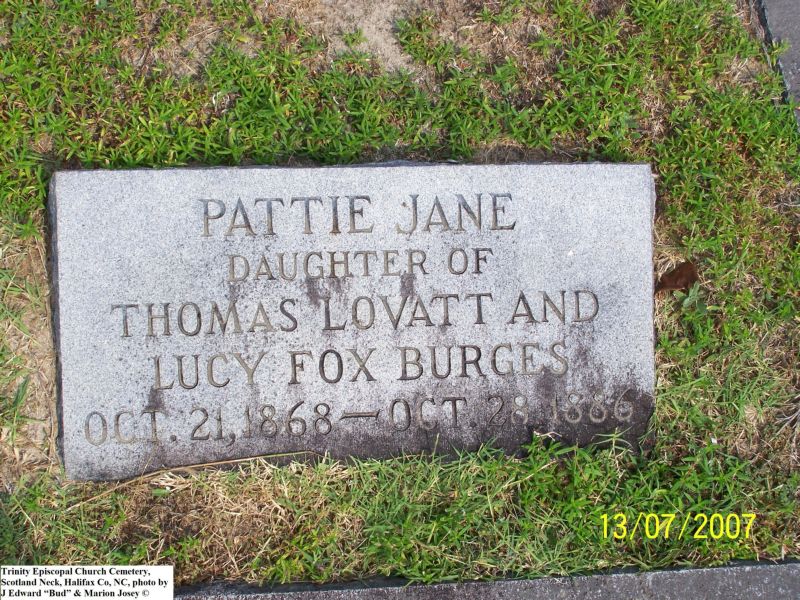 PATTIE JANE
DAUGHTER OF
THOMAS LOVATT AND
LUCY FOX BURGES
OCT. 21, 1868 — OCT. 28, 1886
13/07/2007
Trinity Episcopal Church Cemetery,
Scotland Neck, Halifax Co, NC, photo by
J Edward “Bud” & Marion Josey ©